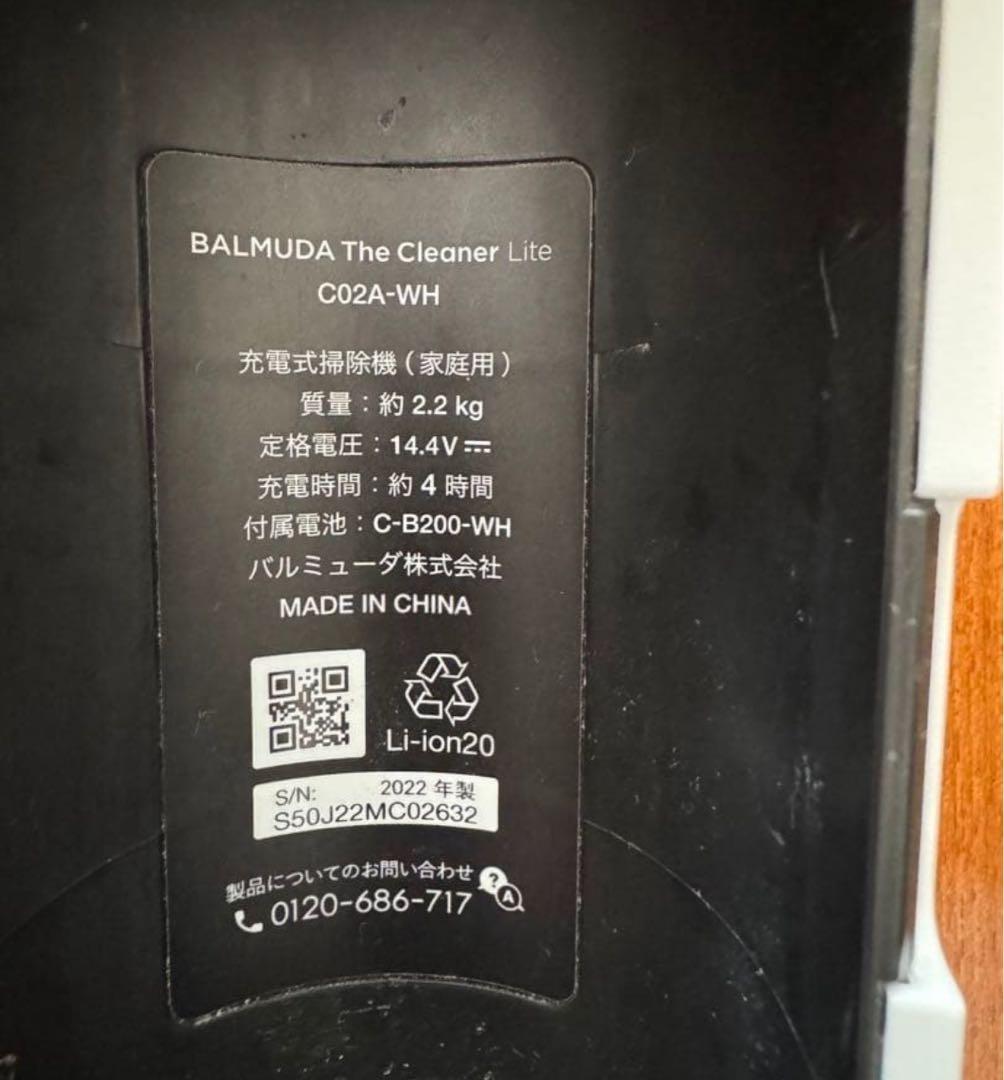 BALMUDA The Cleaner Lite
C02A-WH
充電式掃除機(家庭用)
質量:約 2.2 kg
定格電圧:14.4V
充電時間:約 4 時間
付属電池:C-B200-WH
バルミューダ株式会社
MADE IN CHINA
Li-ion20
S/N: 2022 年製
S50J22MC02632
製品についてのお問い合わせ ? A
0120-686-717